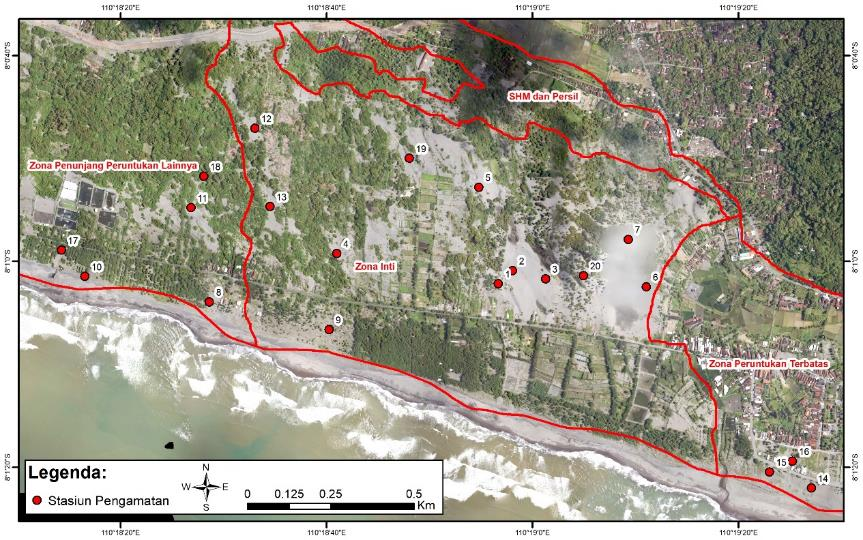 110°18'20"E 110°18'40"E 110°19'0"E 110°19'20"E
8°0'40"S 8°0'40"S
SHM dan Persil
12
19
Zona Penunjang Peruntukan Lainnya
18
5
11
13
7
17
4
Zona Inti
8°1'0"S 8°1'0"S
10
2
1
3
20
6
8
9
Zona Peruntukan Terbatas
16
15
14
8°1'20"S 8°1'20"S
Legenda:
Stasiun Pengamatan
N
W E
S
0 0.125 0.25 0.5
Km
110°18'20"E 110°18'40"E 110°19'0"E 110°19'20"E